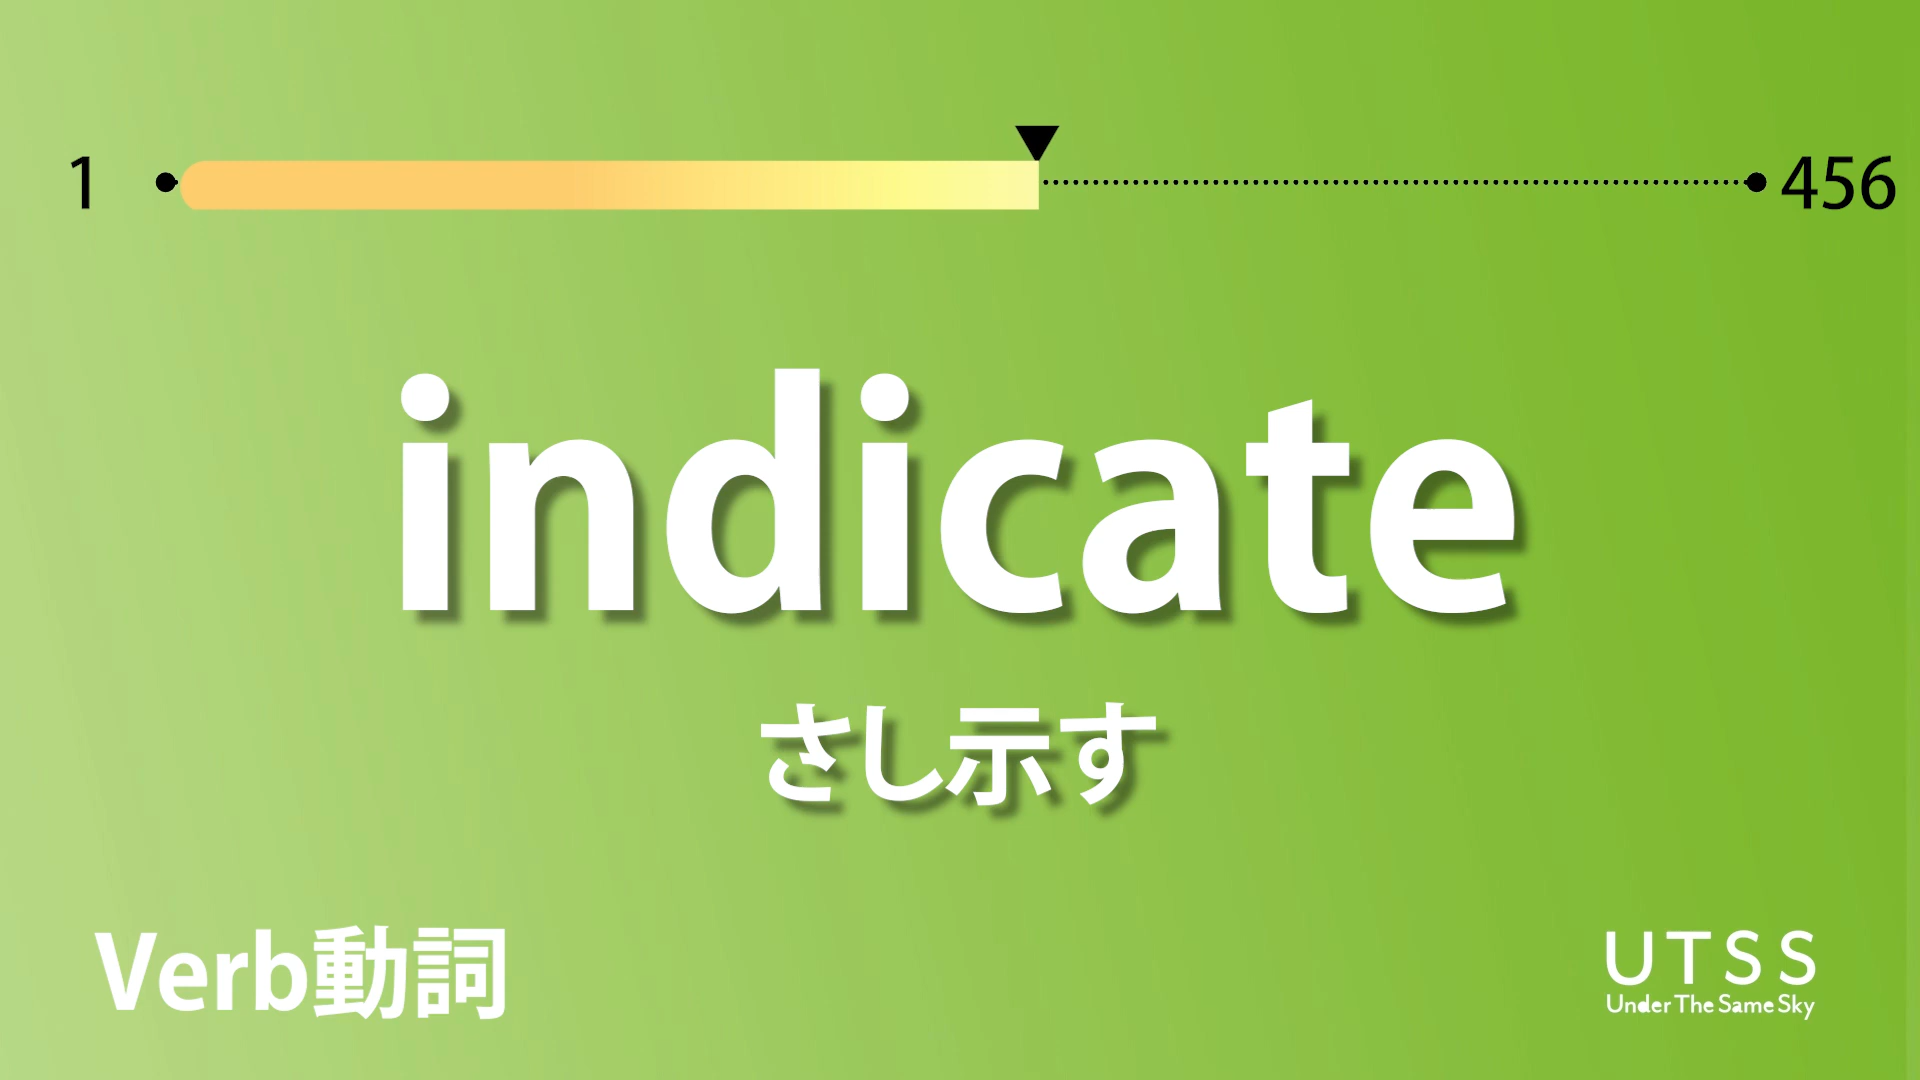 1
456
indicate
さし示す
Verb動詞
UTSS
Under The Same Sky